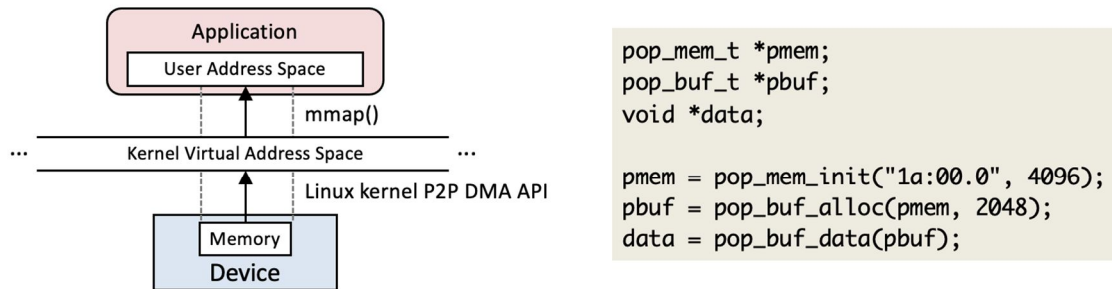 Application
User Address Space
mmap()
...
Kernel Virtual Address Space
...
Linux kernel P2P DMA API
Memory
Device
pop_mem_t *pmem;
pop_buf_t *pbuf;
void *data;
pmem = pop_mem_init("1a:00.0", 4096);
pbuf = pop_buf_alloc(pmem, 2048);
data = pop_buf_data(pbuf);